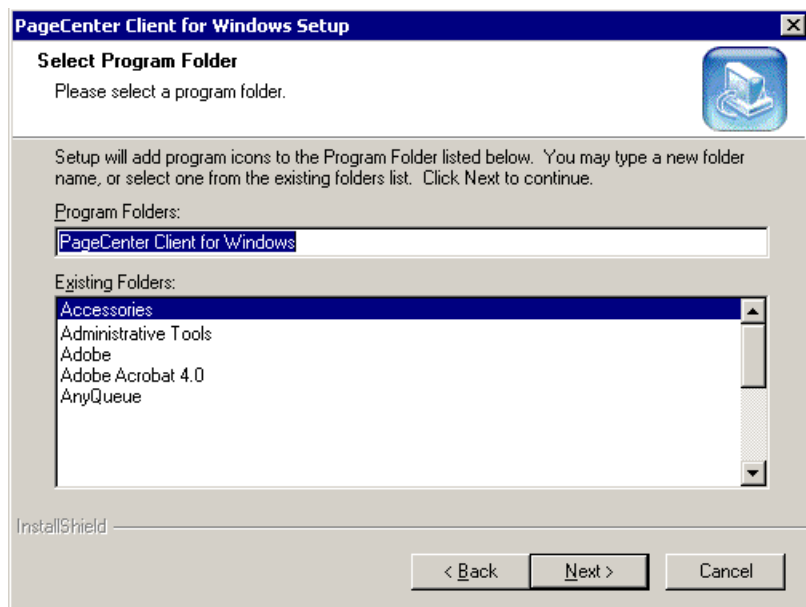 PageCenter Client for Windows Setup
Select Program Folder
Please select a program folder.
Setup will add program icons to the Program Folder listed below.  You may type a new folder
name, or select one from the existing folders list.  Click Next to continue.
Program Folders:
PageCenter Client for Windows
Existing Folders:
Accessories
Administrative Tools
Adobe
Adobe Acrobat 4.0
AnyQueue
InstallShield
< Back
Next >
Cancel